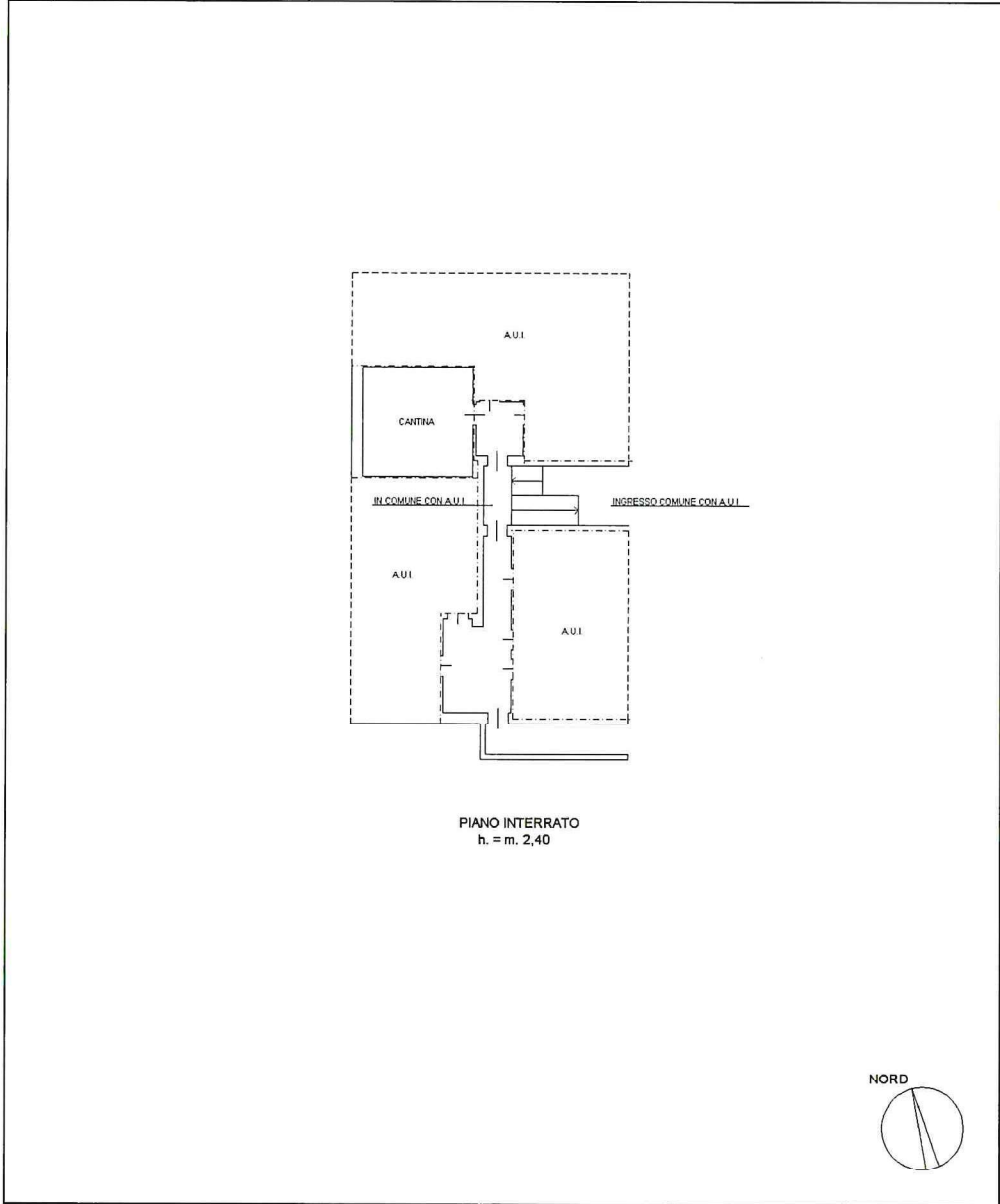 A.U.I.
CANTINA
IN COMUNE CON A.U.I.
INGRESSO COMUNE CON A.U.I.
A.U.I.
A.U.I.
PIANO INTERRATO
h. = m. 2,40
NORD